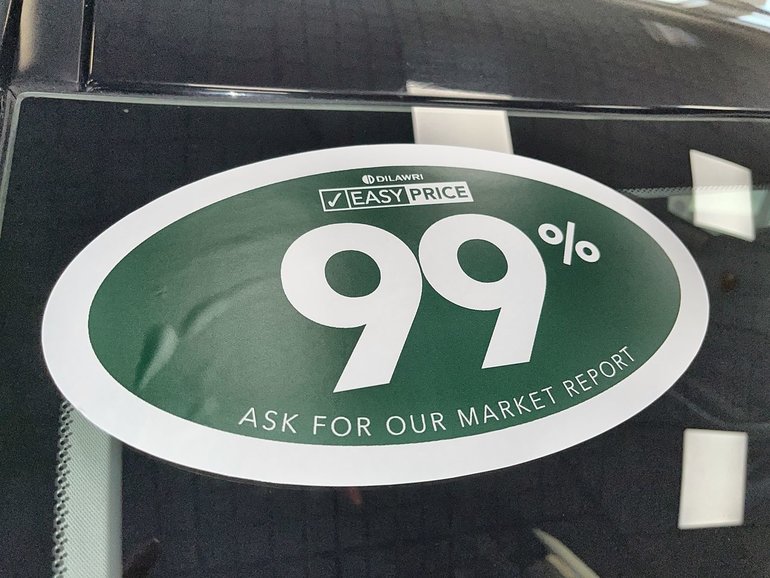 DILAWRI
✓ EASY PRICE
99%
ASK FOR OUR MARKET REPORT